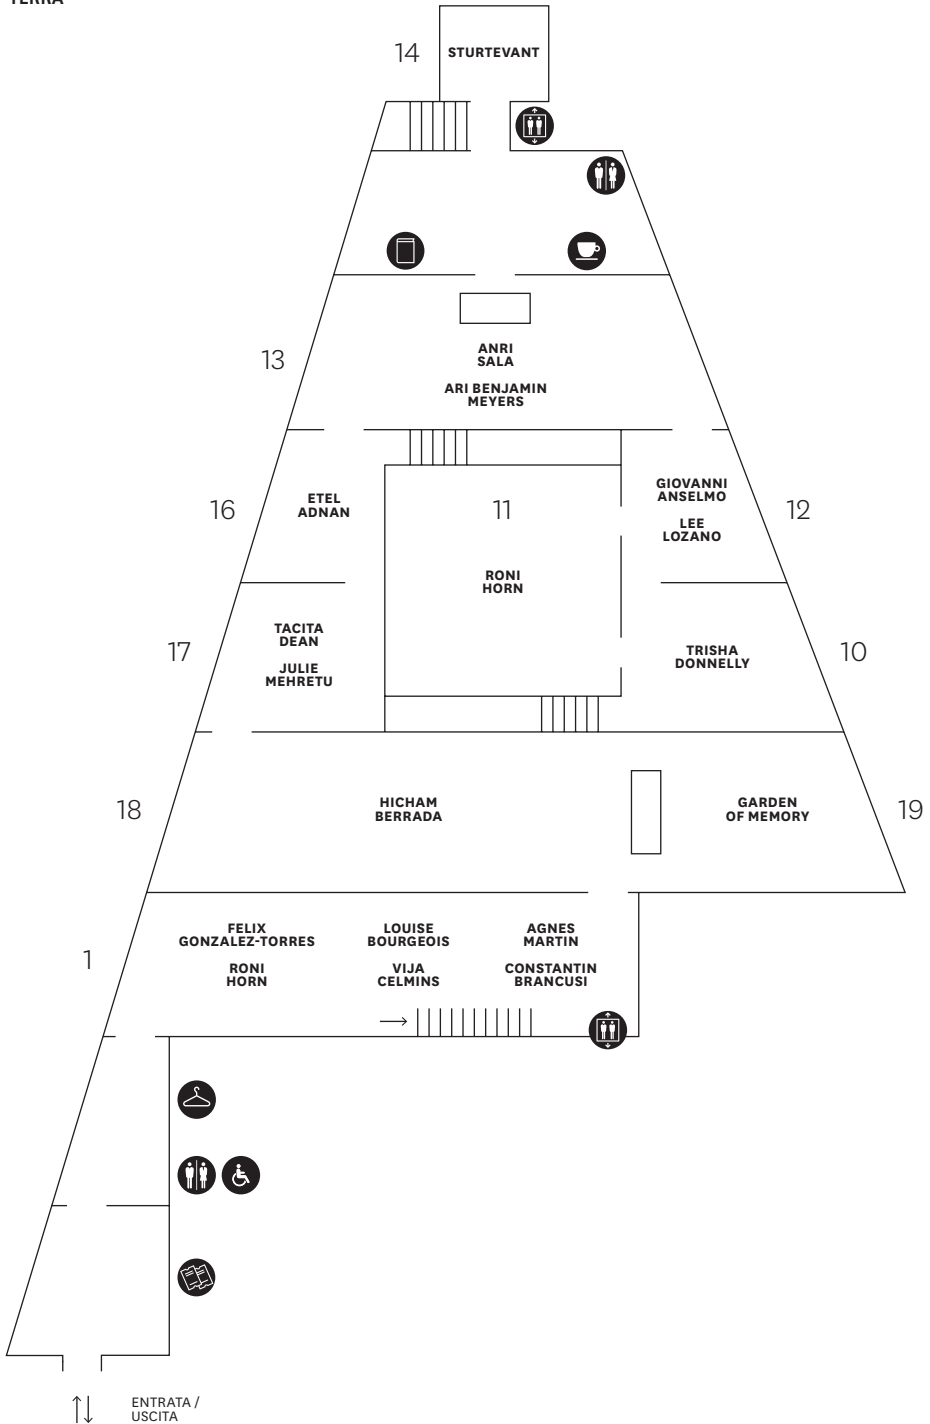 TERRA
14
STURTEVANT
13
ANRI
SALA
ARI BENJAMIN
MEYERS
16
ETEL
ADNAN
11
RONI
HORN
GIOVANNI
ANSELMO
LEE
LOZANO
12
17
TACITA
DEAN
JULIE
MEHRETU
TRISHA
DONNELLY
10
18
HICHAM
BERRADA
GARDEN
OF MEMORY
19
1
FELIX
GONZALEZ-TORRES
RONI
HORN
LOUISE
BOURGEOIS
VIJA
CELMINS
AGNES
MARTIN
CONSTANTIN
BRANCUSI
ENTRATA /
USCITA